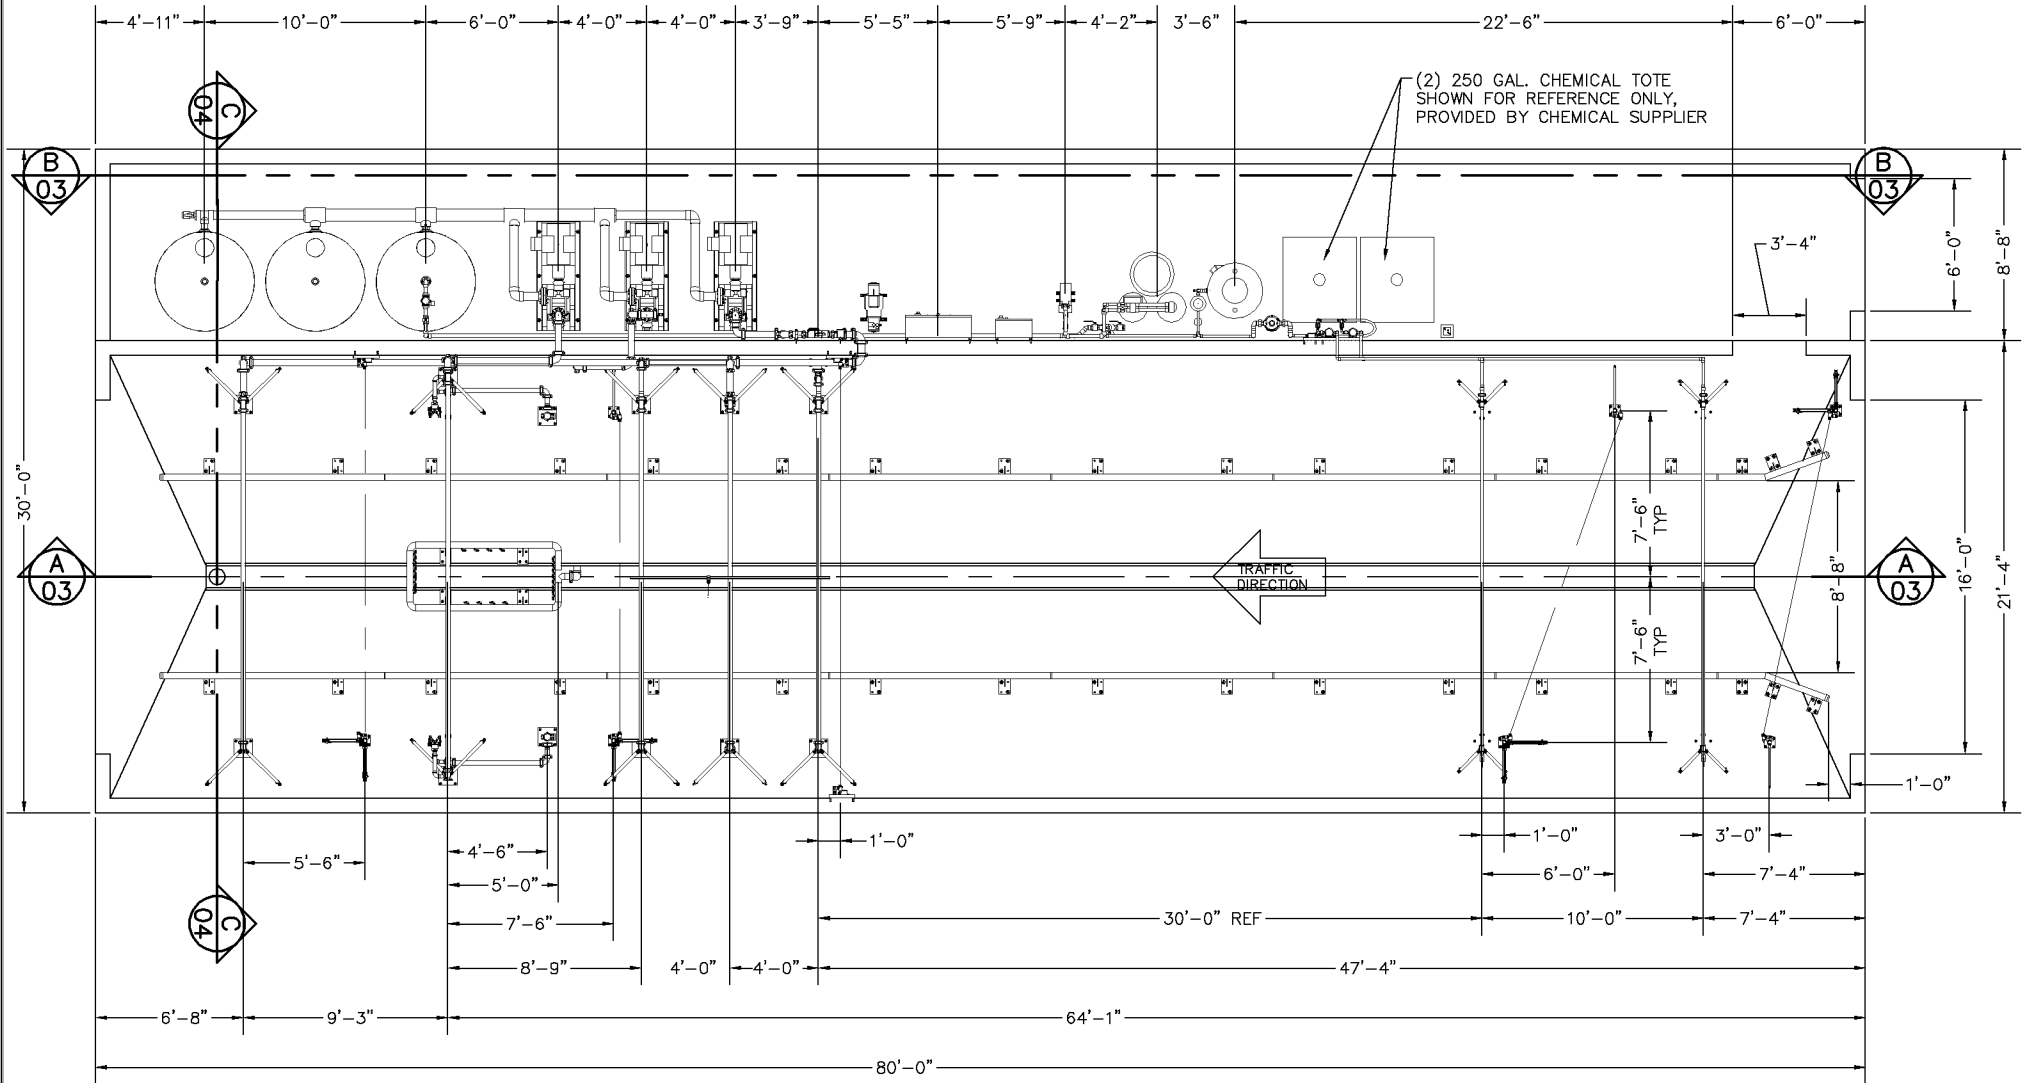 4'-11" 10'-0" 6'-0" 4'-0" 4'-0" 3'-9" 5'-5" 5'-9" 4'-2" 3'-6" 22'-6" 6'-0"
(2) 250 GAL. CHEMICAL TOTE
SHOWN FOR REFERENCE ONLY,
PROVIDED BY CHEMICAL SUPPLIER
C
04
B
03
B
03
3'-4"
6'-0"
8'-8"
30'-0"
A
03
TRAFFIC
DIRECTION
7'-6"
TYP
7'-6"
TYP
8'-8"
16'-0"
21'-4"
A
03
1'-0"
5'-6"
4'-6"
1'-0"
1'-0"
3'-0"
5'-0"
6'-0"
7'-4"
C
04
7'-6"
30'-0" REF
10'-0"
7'-4"
8'-9"
4'-0"
4'-0"
47'-4"
6'-8"
9'-3"
64'-1"
80'-0"